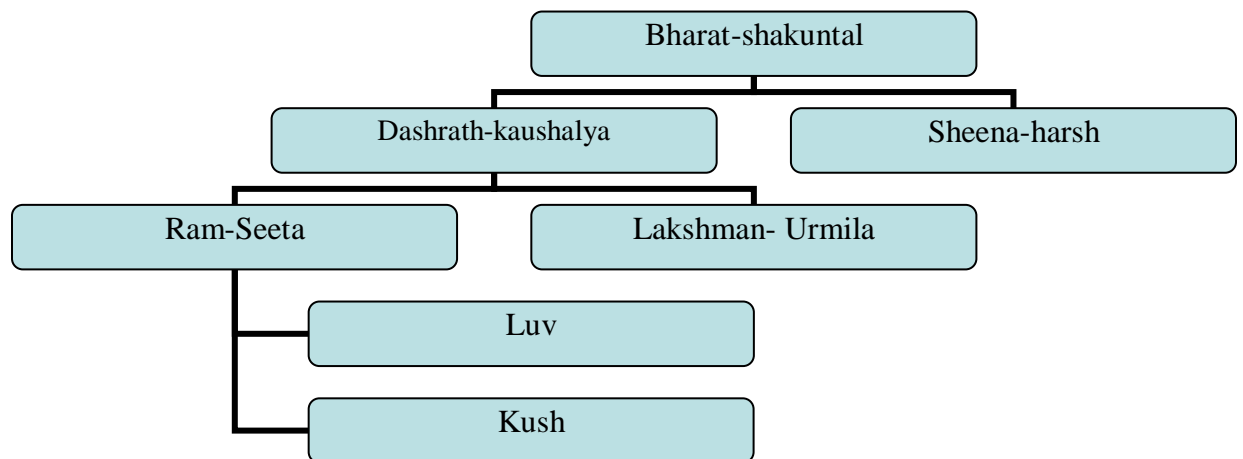 Bharat-shakuntal
Dashrath-kaushalya
Sheena-harsh
Ram-Seeta
Lakshman- Urmila
Luv
Kush